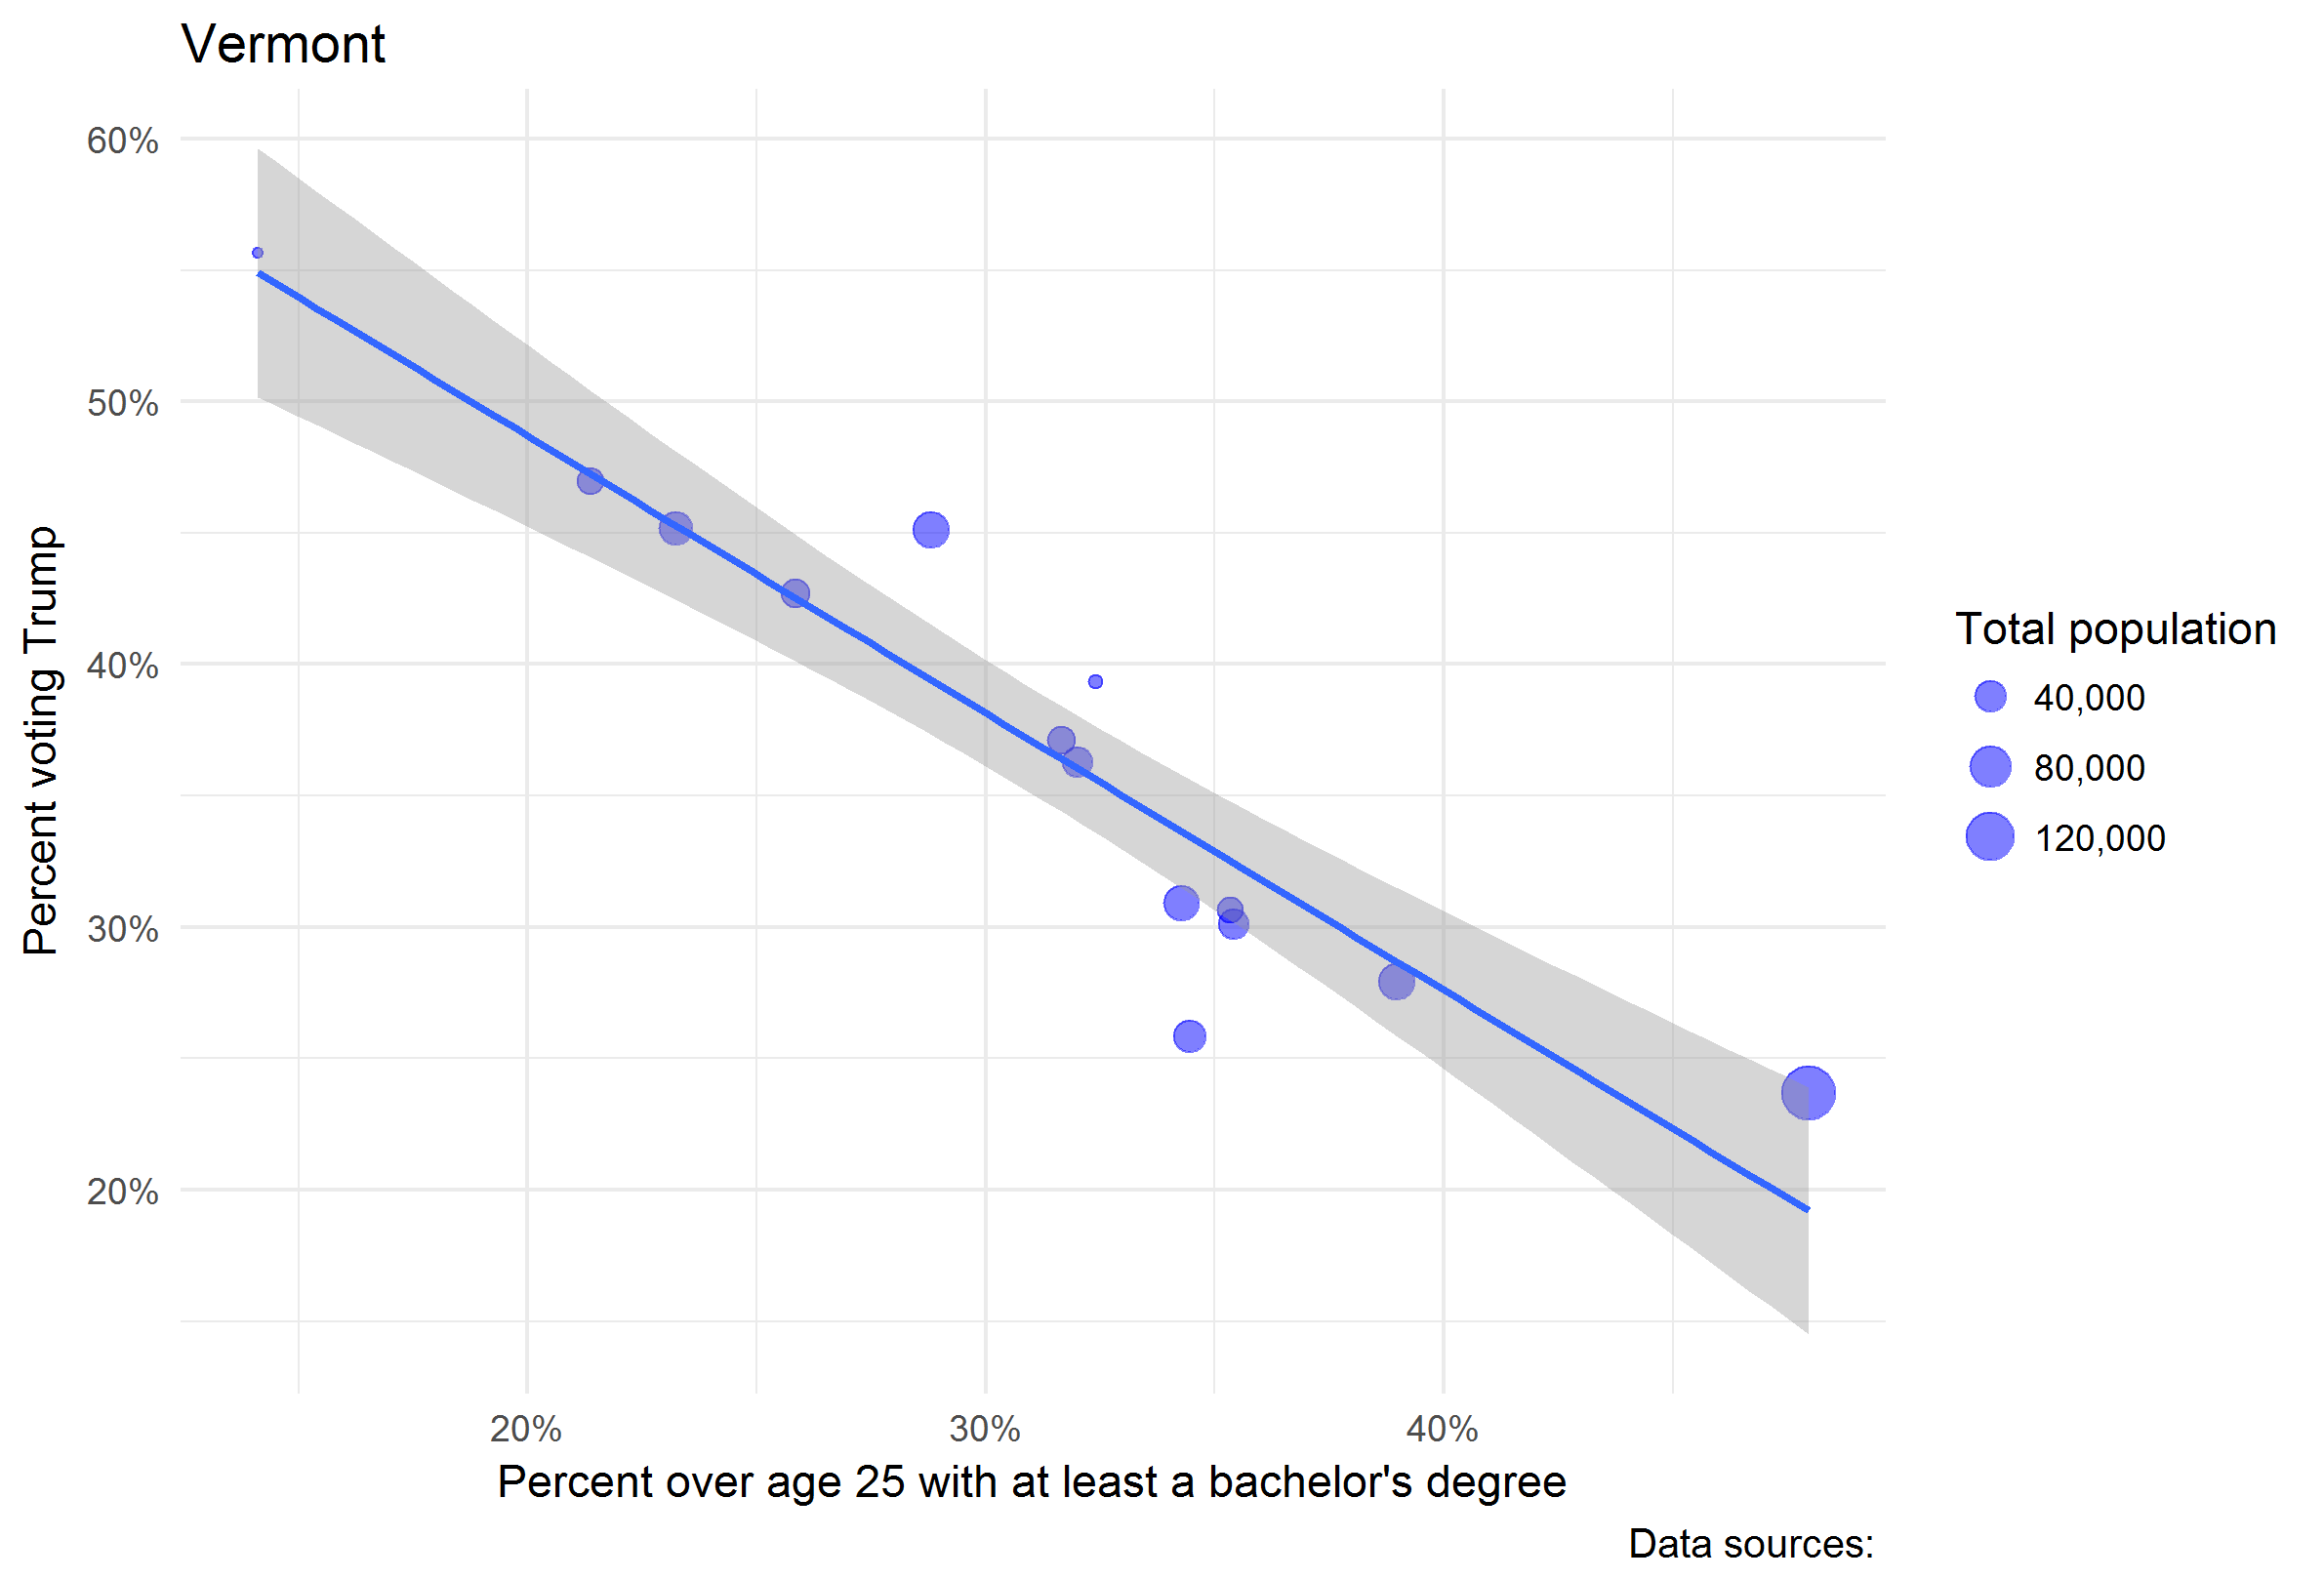 Vermont
60%
50%
40%
30%
20%
Percent voting Trump
20%
30%
40%
Percent over age 25 with at least a bachelor's degree
Total population
40,000
80,000
120,000
Data sources: